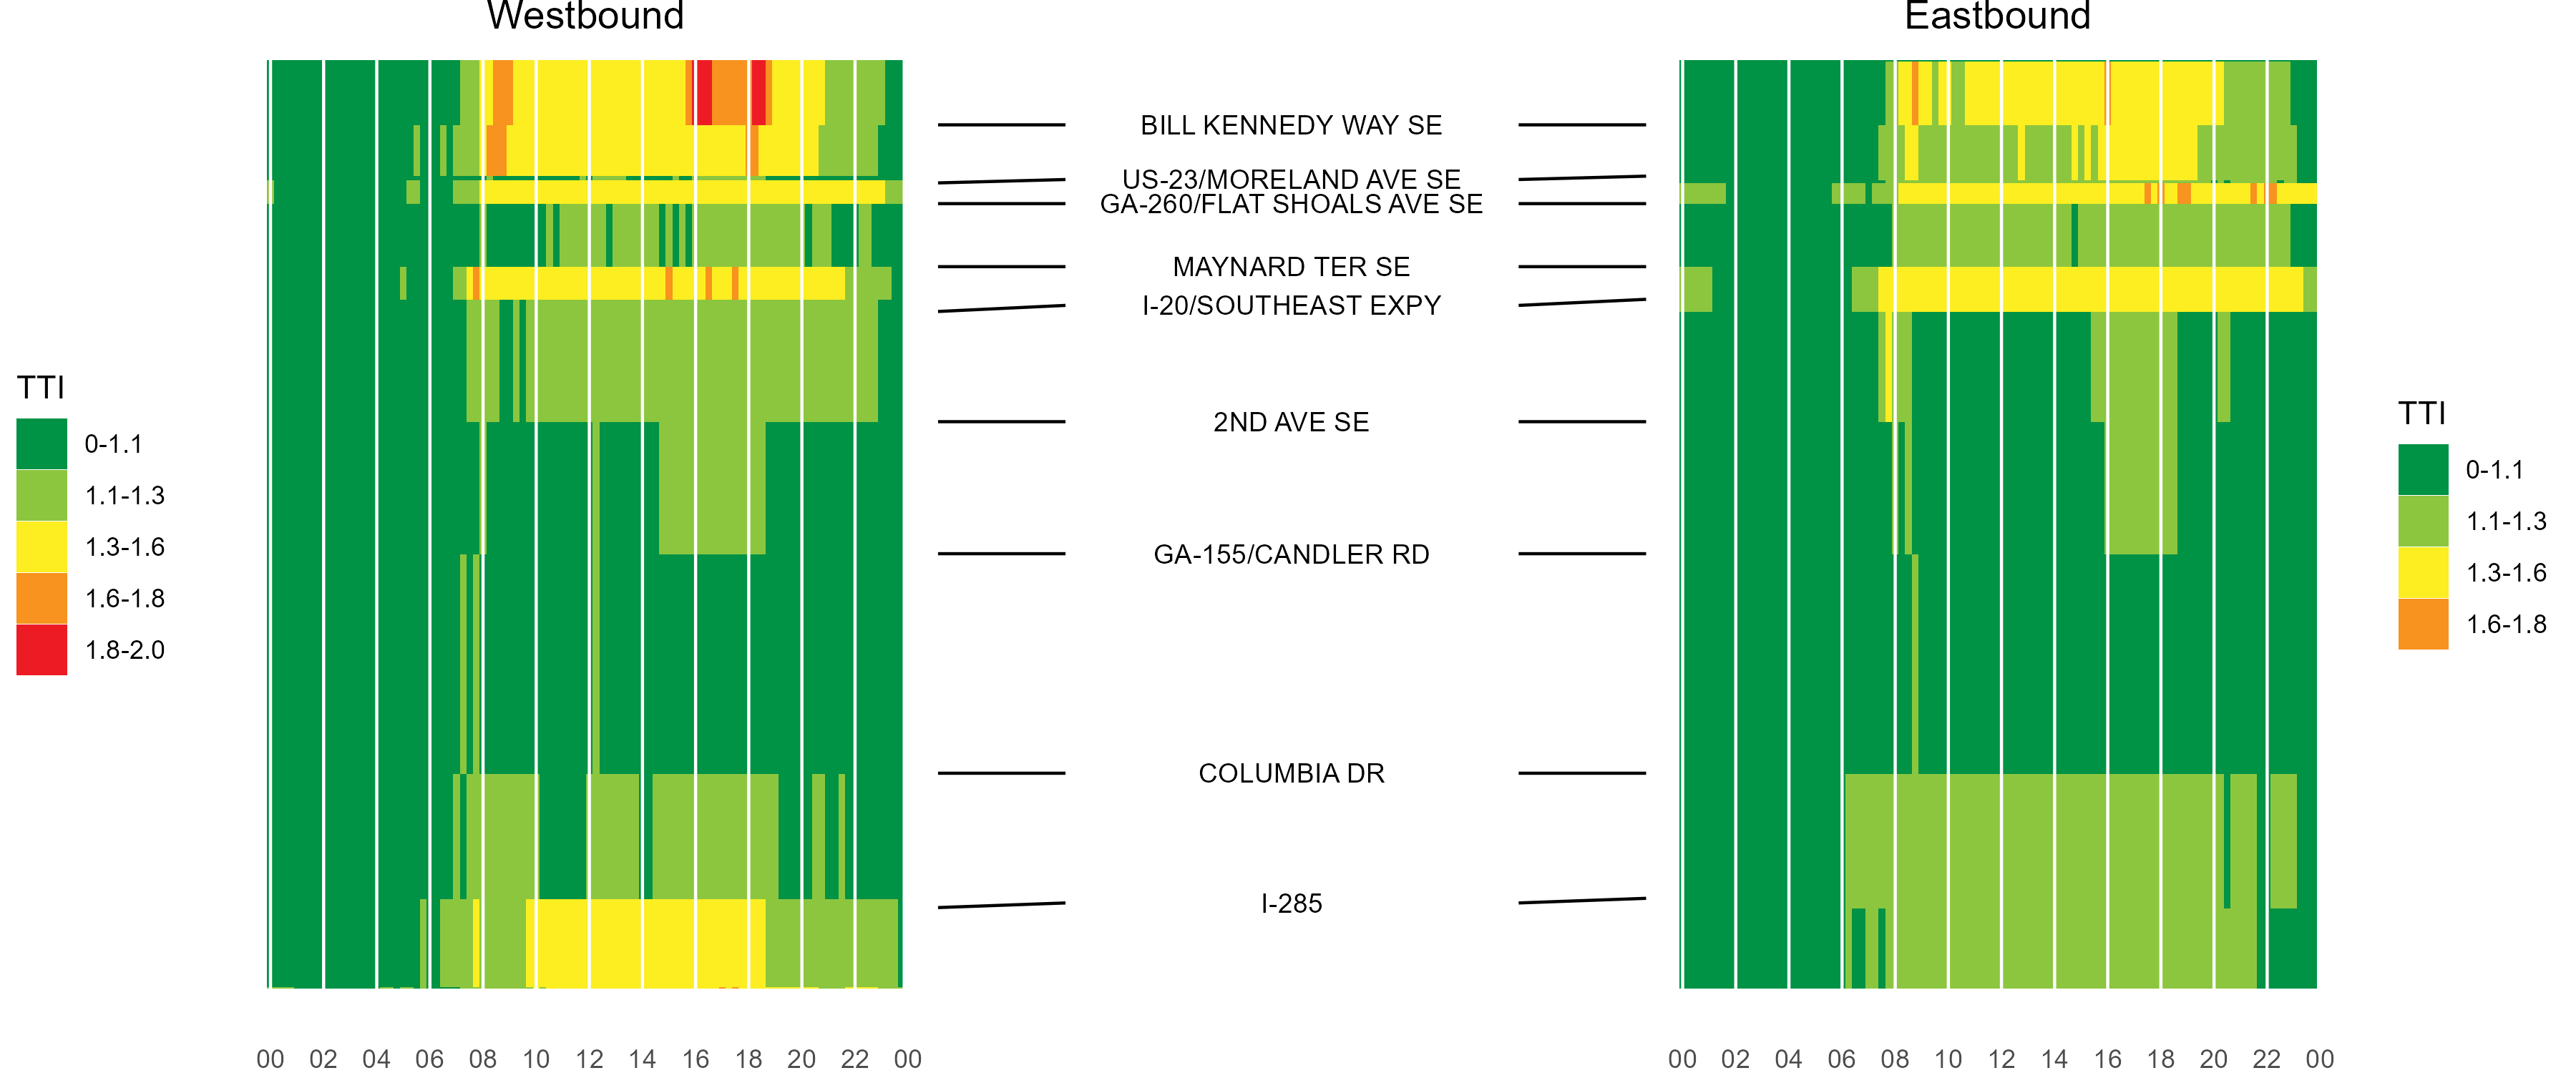 Westbound
Eastbound
BILL KENNEDY WAY SE
US-23/MORELAND AVE SE
GA-260/FLAT SHOALS AVE SE
MAYNARD TER SE
I-20/SOUTHEAST EXPY
2ND AVE SE
GA-155/CANDLER RD
COLUMBIA DR
I-285
TTI
0-1.1
1.1-1.3
1.3-1.6
1.6-1.8
1.8-2.0
TTI
0-1.1
1.1-1.3
1.3-1.6
1.6-1.8
00 02 04 06 08 10 12 14 16 18 20 22 00
00 02 04 06 08 10 12 14 16 18 20 22 00